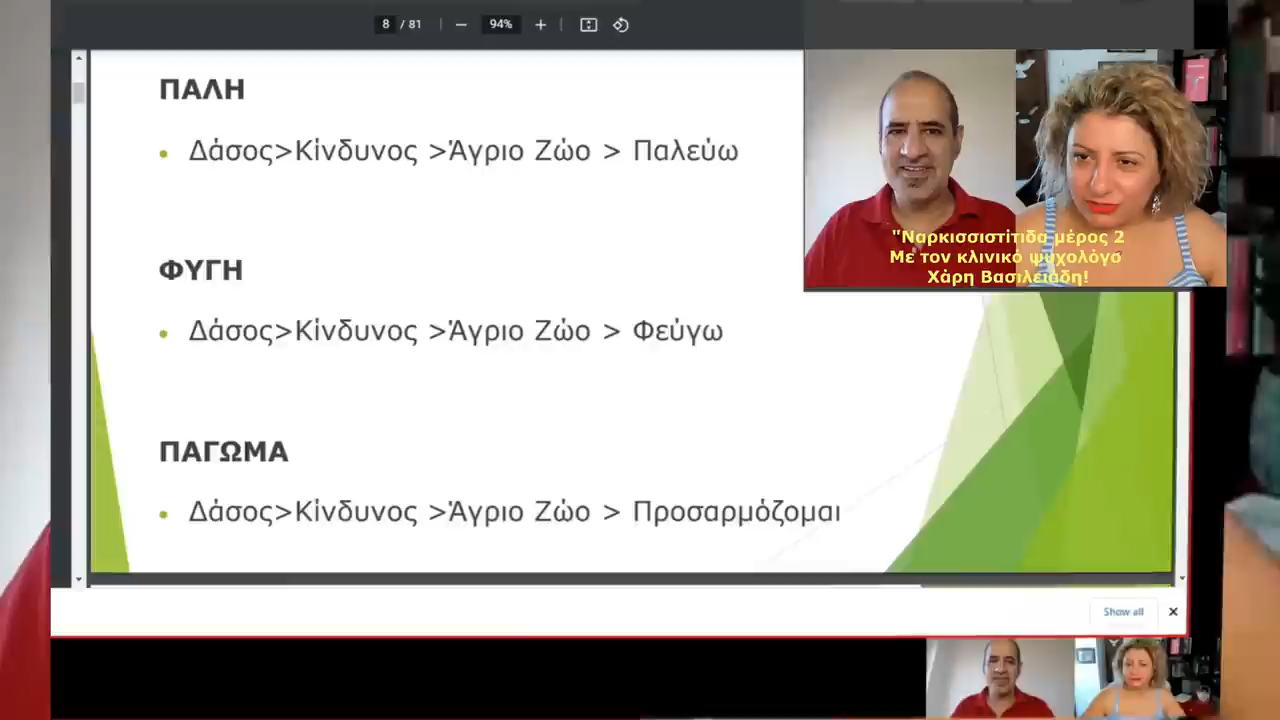 8 / 81
94%
ΠΑΛΗ
Δάσος>Κίνδυνος >Άγριο Ζώο > Παλεύω
"Ναρκισσιστίτιδα μέρος 2
Με τον κλινικό ψυχολόγο
Χάρη Βασιλειάδη!
ΦΥΓΗ
Δάσος>Κίνδυνος >Άγριο Ζώο > Φεύγω
ΠΑΓΩΜΑ
Δάσος>Κίνδυνος >Άγριο Ζώο > Προσαρμόζομαι
Show all